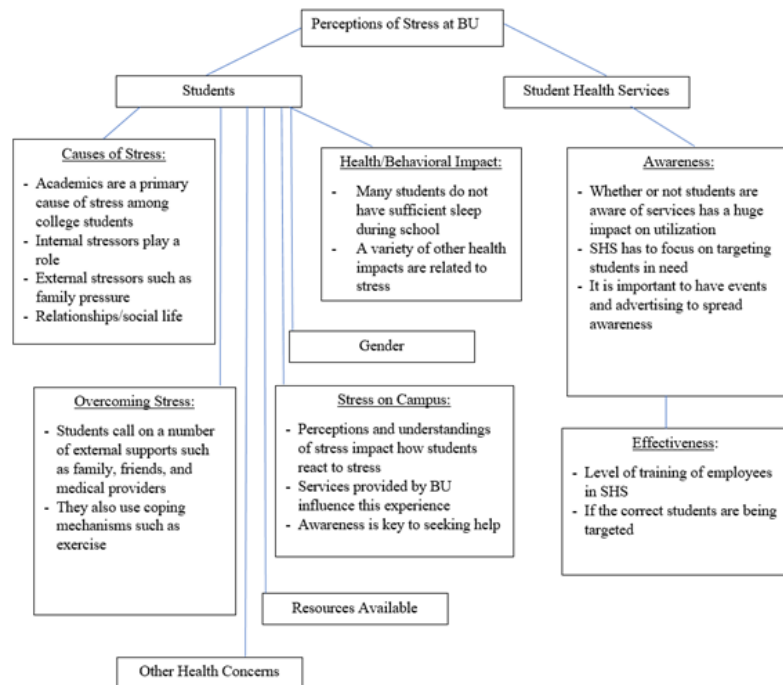 Perceptions of Stress at BU
Students
Student Health Services
Causes of Stress:
- Academics are a primary
cause of stress among
college students
- Internal stressors play a
role
- External stressors such as
family pressure
- Relationships/social life
Health/Behavioral Impact:
- Many students do not
have sufficient sleep
during school
- A variety of other health
impacts are related to
stress
Awareness:
- Whether or not students are
aware of services has a huge
impact on utilization
- SHS has to focus on targeting
students in need
- It is important to have events
and advertising to spread
awareness
Gender
Overcoming Stress:
- Students call on a number
of external supports such
as family, friends, and
medical providers
- They also use coping
mechanisms such as
exercise
Stress on Campus:
- Perceptions and understandings
of stress impact how students
react to stress
- Services provided by BU
influence this experience
- Awareness is key to seeking help
Effectiveness:
- Level of training of employees
in SHS
- If the correct students are being
targeted
Resources Available
Other Health Concerns